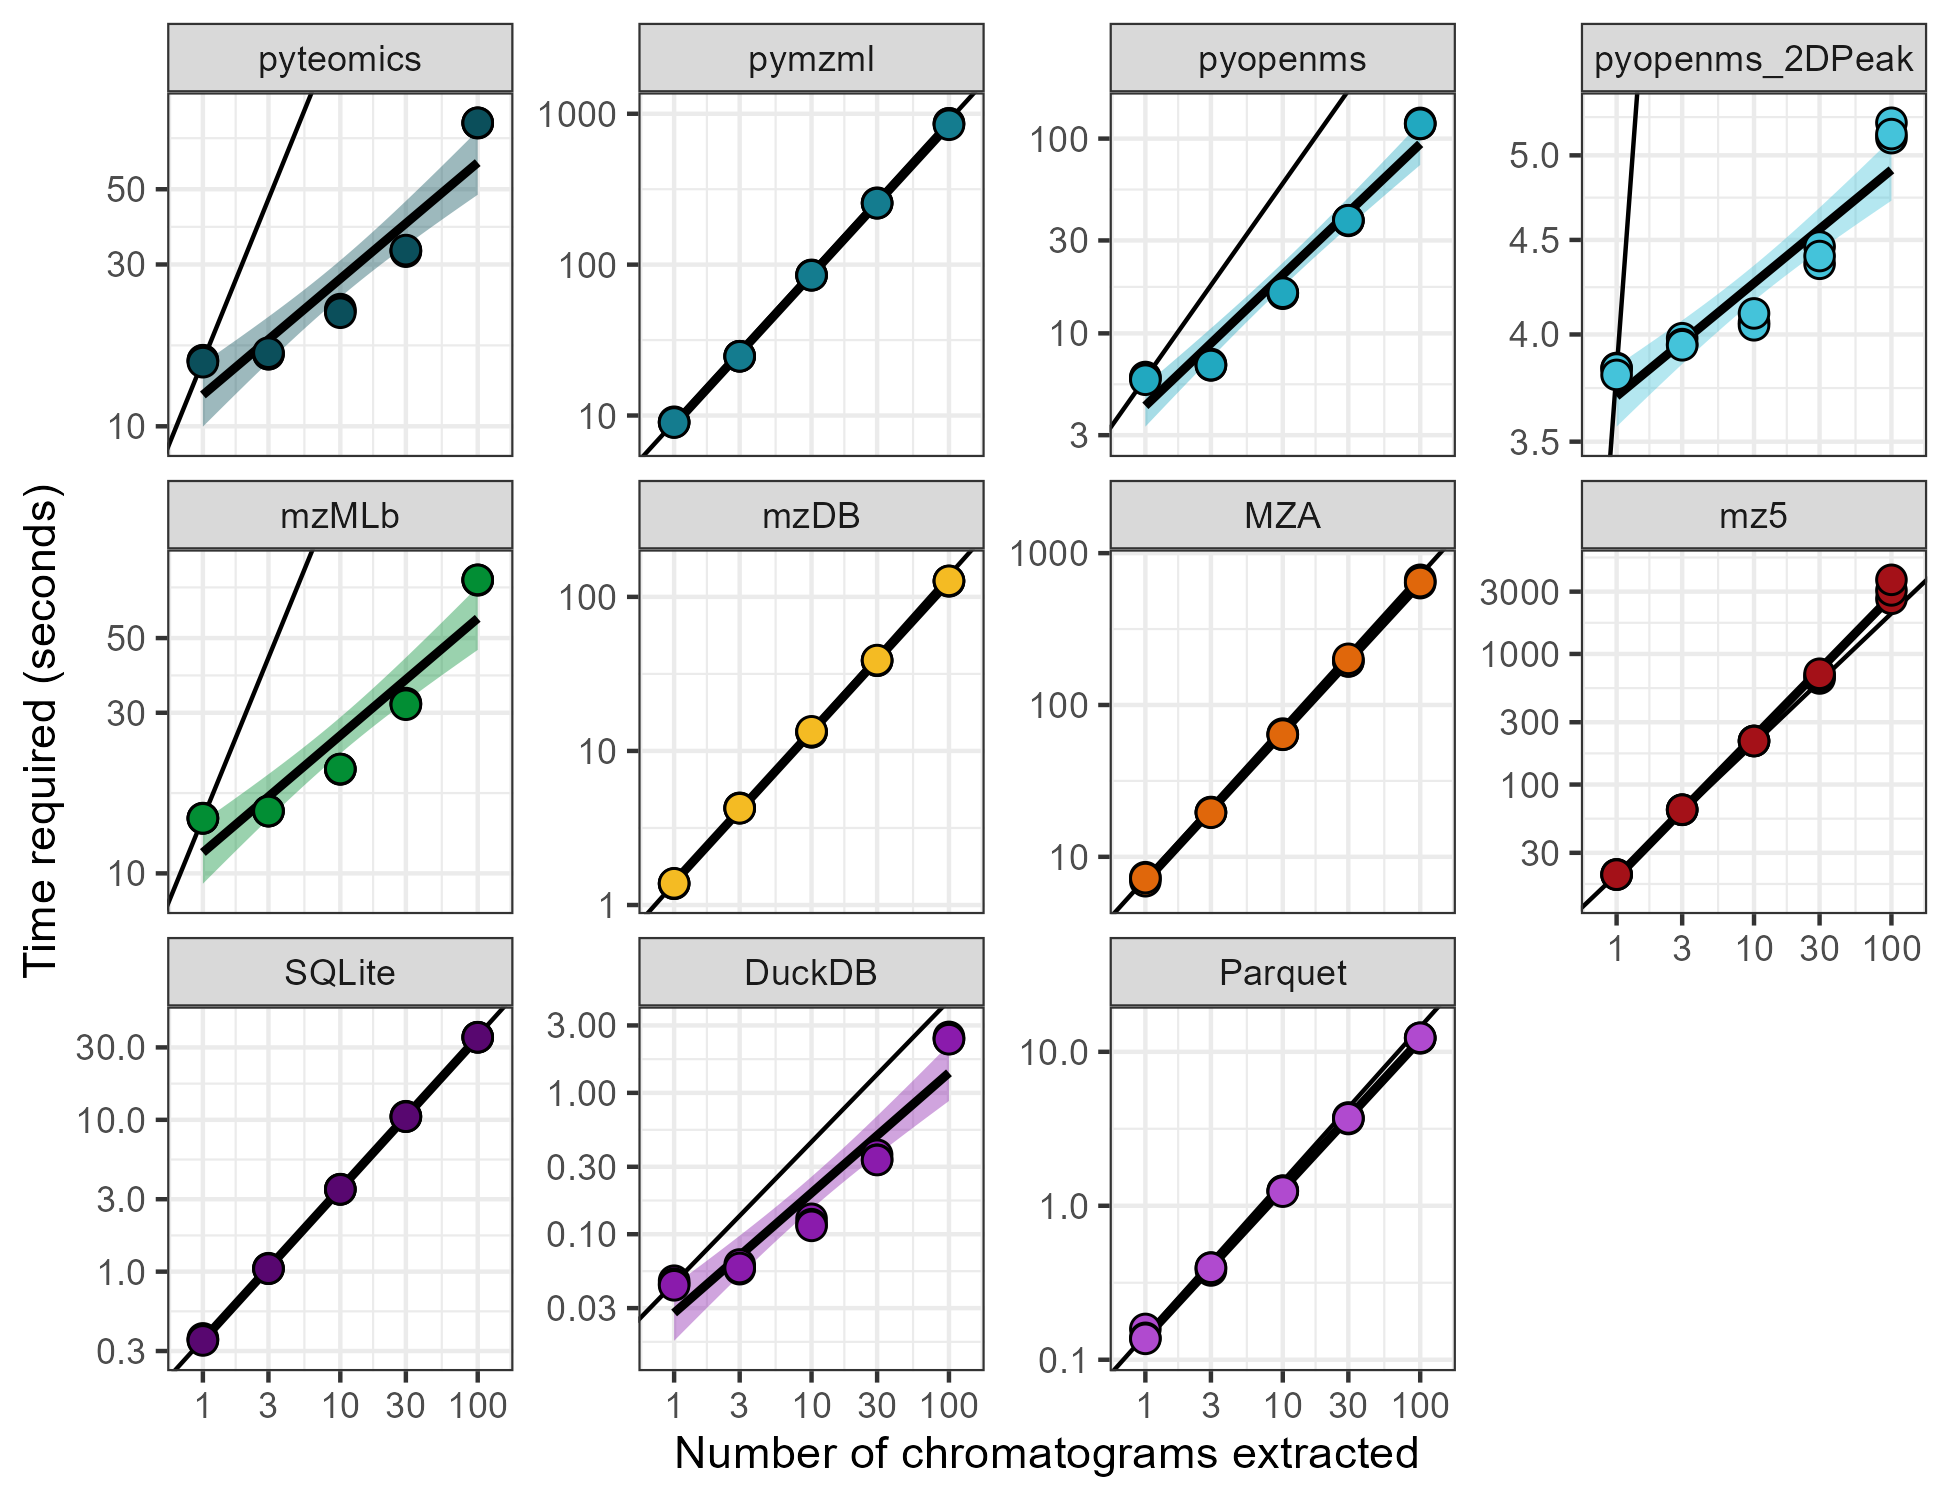 pyteomics
pymzml
pyopenms
pyopenms_2DPeak
50
30
10
1000
100
10
100
30
10
3
5.0
4.5
4.0
3.5
mzMLb
mzDB
MZA
mz5
50
30
10
100
10
1
1000
100
10
3000
1000
300
100
30
1 3 10 30 100
SQLite
DuckDB
Parquet
30.0
10.0
3.0
1.0
0.3
3.00
1.00
0.30
0.10
0.03
10.0
1.0
0.1
1 3 10 30 100
1 3 10 30 100
1 3 10 30 100
Number of chromatograms extracted
Time required (seconds)